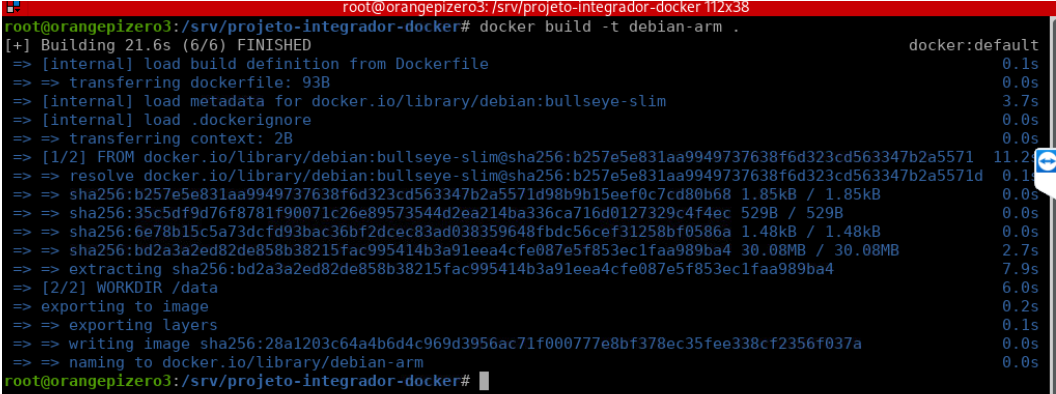 root@orangepizero3: /srv/projeto-integrador-docker 112x38
root@orangepizero3:/srv/projeto-integrador-docker# docker build -t debian-arm .
[+] Building 21.6s (6/6) FINISHED docker:default
=> [internal] load build definition from Dockerfile 0.1s
=> => transferring dockerfile: 93B 0.0s
=> [internal] load metadata for docker.io/library/debian:bullseye-slim 3.7s
=> [internal] load .dockerignore 0.0s
=> => transferring context: 2B 0.0s
=> [1/2] FROM docker.io/library/debian:bullseye-slim@sha256:b257e5e831aa9949737638f6d323cd563347b2a5571 11.2s
=> => resolve docker.io/library/debian:bullseye-slim@sha256:b257e5e831aa9949737638f6d323cd563347b2a5571d 0.1s
=> => sha256:b257e5e831aa9949737638f6d323cd563347b2a5571d98b9b15eef0c7cd80b68 1.85kB / 1.85kB 0.0s
=> => sha256:35c5df9d76f8781f90071c26e89573544d2ea214ba336ca716d0127329c4f4ec 529B / 529B 0.0s
=> => sha256:6e78b15c5a73dcfd93bac36bf2dcec83ad038359648fbdc56cef31258bf0586a 1.48kB / 1.48kB 0.0s
=> => sha256:bd2a3a2ed82de858b38215fac995414b3a91eea4cfe087e5f853ec1faa989ba4 30.08MB / 30.08MB 2.7s
=> => extracting sha256:bd2a3a2ed82de858b38215fac995414b3a91eea4cfe087e5f853ec1faa989ba4 7.9s
=> [2/2] WORKDIR /data 6.0s
=> exporting to image 0.2s
=> => exporting layers 0.1s
=> => writing image sha256:28a1203c64a4b6d4c969d3956ac71f000777e8bf378ec35fee338cf2356f037a 0.0s
=> => naming to docker.io/library/debian-arm 0.0s
root@orangepizero3:/srv/projeto-integrador-docker#